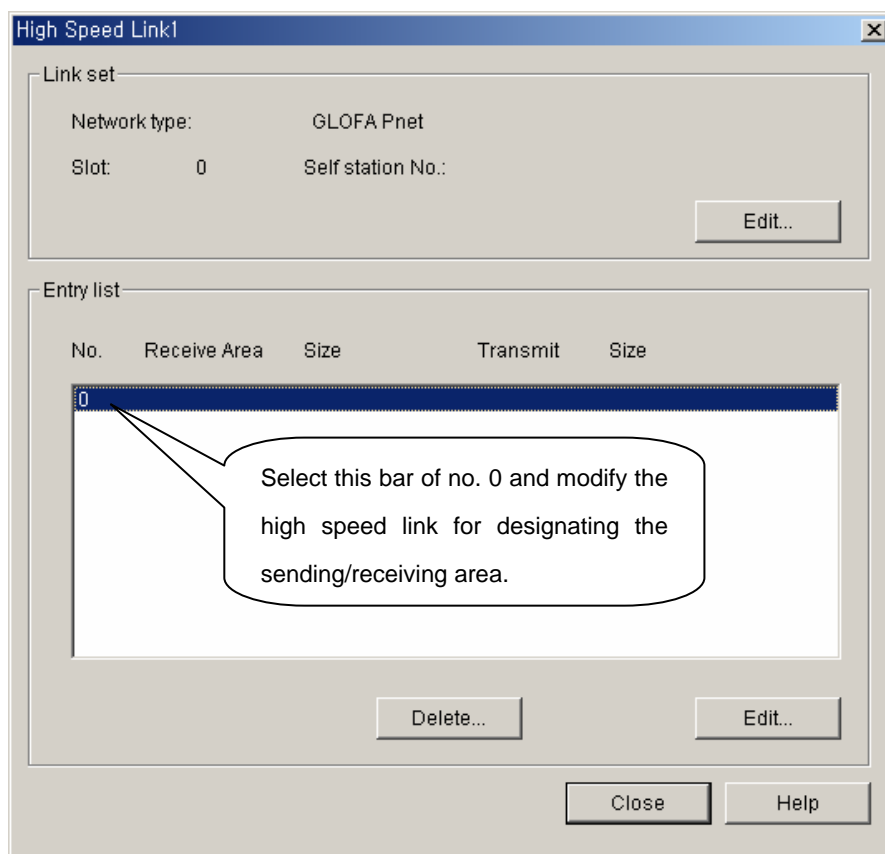 High Speed Link1
Link set
Network type: GLOFA Pnet
Slot: 0 Self station No.:
Edit...
Entry list
No. Receive Area Size Transmit Size
0
Select this bar of no. 0 and modify the
high speed link for designating the
sending/receiving area.
Delete... Edit...
Close Help